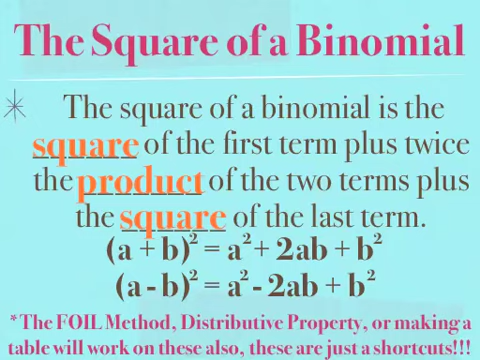 The Square of a Binomial
The square of a binomial is the
square of the first term plus twice
the product of the two terms plus
the square of the last term.
(a + b)² = a² + 2ab + b²
(a - b)² = a² - 2ab + b²
* The FOIL Method, Distributive Property, or making a
table will work on these also, these are just a shortcuts!!!